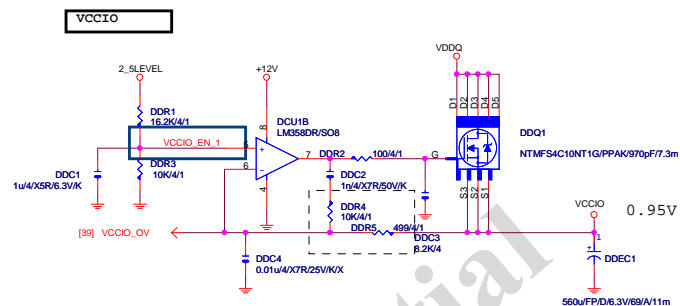 VCCIO
2_5LEVEL
+12V
VDDQ
DDR1
16.2K/4/1
VCCIO_EN_1
DDR3
10K/4/1
DDC1
1u/4/X5R/6.3V/K
DCU1B
LM358DR/SO8
8
5
+
6
-
7
4
DDR2
100/4/1
DDC2
1n/4/X7R/50V/K
DDR4
10K/4/1
DDR5
499/4/1
DDC3
8.2K/4
G
D1
D2
D3
D4
D5
S3
S2
S1
DDQ1
NTMFS4C10NT1G/PPAK/970pF/7.3m
[39] VCCIO_OV
DDC4
0.01u/4/X7R/25V/K/X
VCCIO
0.95V
1
DDEC1
560u/FP/D/6.3V/69/A/11m